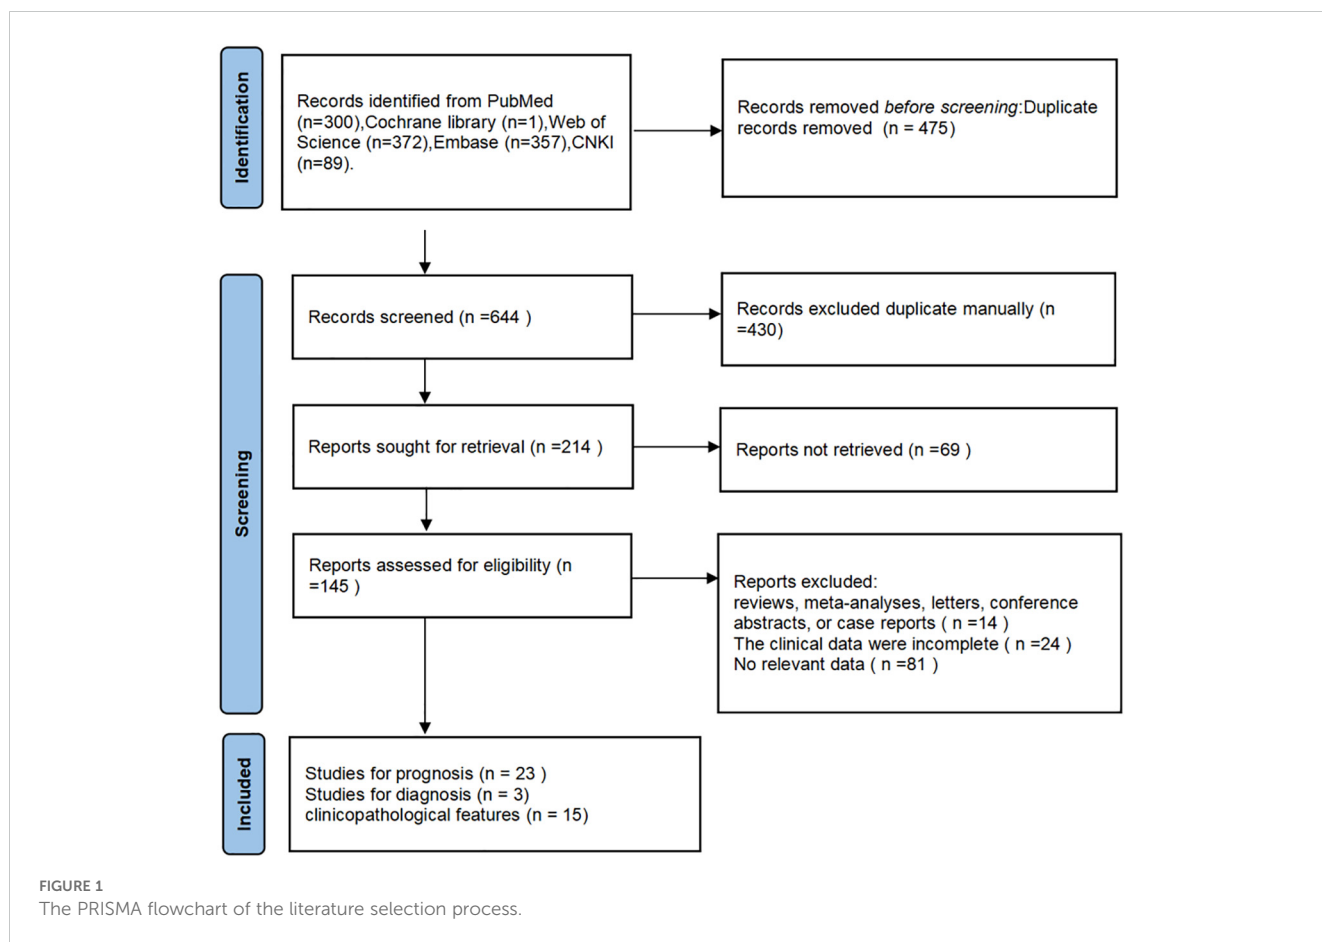 Identification
Records identified from PubMed
(n=300),Cochrane library (n=1),Web of
Science (n=372),Embase (n=357),CNKI
(n=89).
Records removed before screening:Duplicate
records removed (n = 475)
Screening
Records screened (n =644 )
Records excluded duplicate manually (n
=430)
Reports sought for retrieval (n =214 )
Reports not retrieved (n =69 )
Reports assessed for eligibility (n
=145 )
Reports excluded:
reviews, meta-analyses, letters, conference
abstracts, or case reports ( n =14 )
The clinical data were incomplete ( n =24 )
No relevant data ( n =81 )
Included
Studies for prognosis (n = 23 )
Studies for diagnosis (n = 3)
clinicopathological features (n = 15)
FIGURE 1
The PRISMA flowchart of the literature selection process.